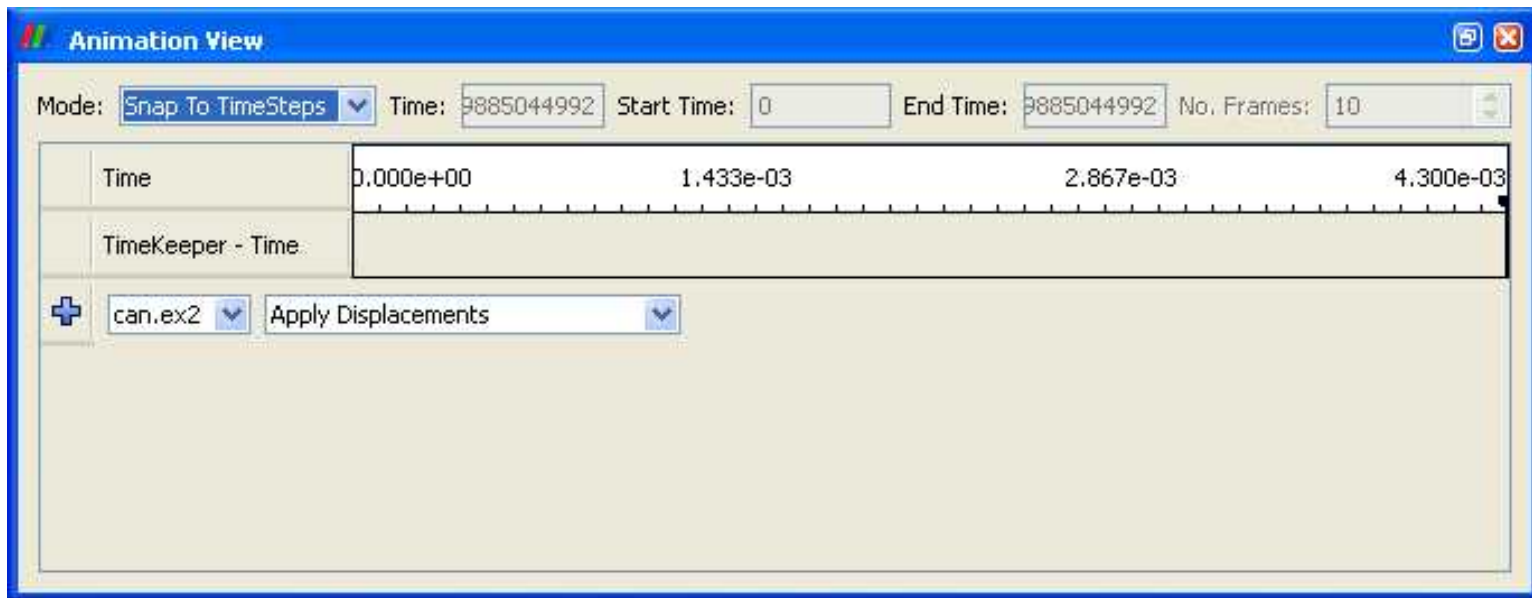 Animation View
Mode: Snap To TimeSteps Time: 9885044992 Start Time: 0 End Time: 9885044992 No. Frames: 10
Time 0.000e+00 1.433e-03 2.867e-03 4.300e-03
TimeKeeper - Time
can.ex2 Apply Displacements